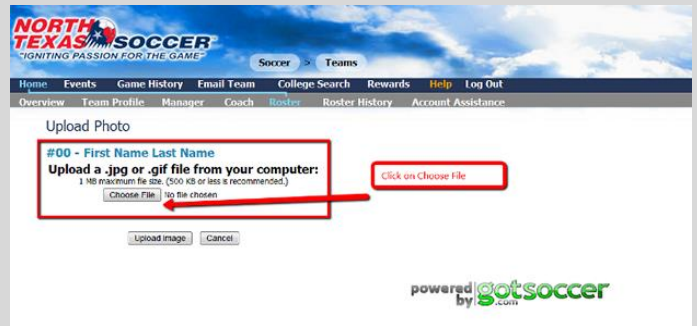 NORTH
TEXAS SOCCER
"IGNITING PASSION FOR THE GAME"
Soccer > Teams
Home Events Game History Email Team College Search Rewards Help Log Out
Overview Team Profile Manager Coach Roster Roster History Account Assistance
Upload Photo
#00 - First Name Last Name
Upload a .jpg or .gif file from your computer:
1 MB maximum file size. (500 KB or less is recommended.)
Choose File No file chosen
Click on Choose File
Upload Image Cancel
powered by gotsoccer.com